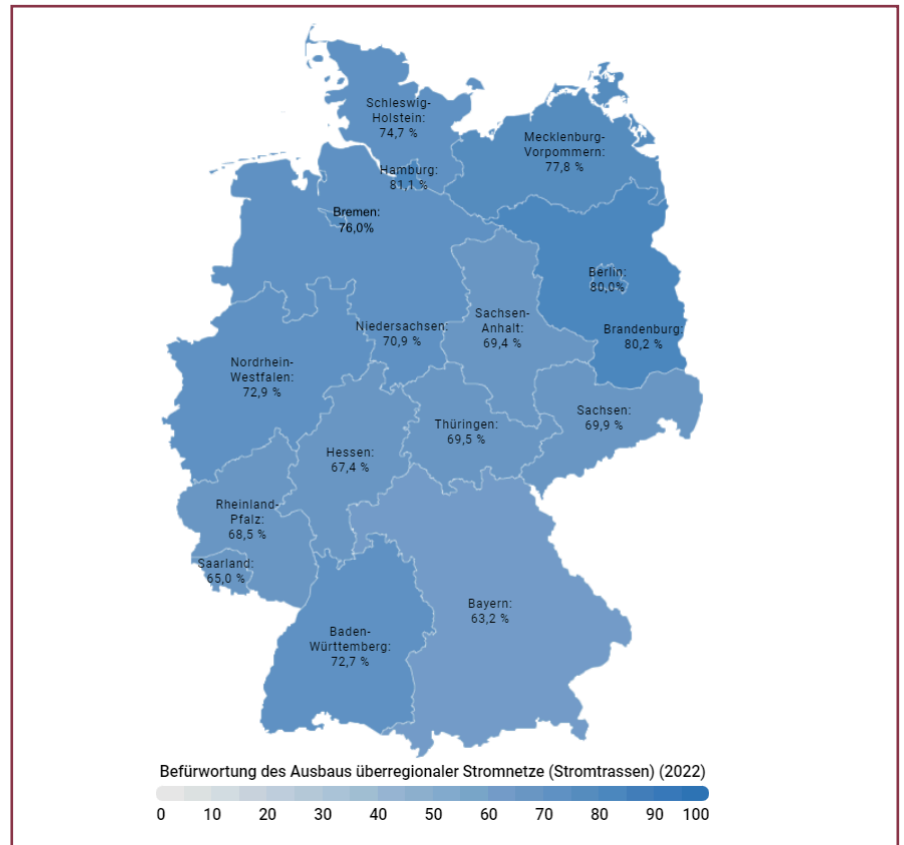 Schleswig-
Holstein:
74,7 %
Mecklenburg-
Vorpommern:
77,8 %
Hamburg:
81,1 %
Bremen:
76,0%
Berlin:
80,0%
Sachsen-
Anhalt:
69,4 %
Niedersachsen:
70,9 %
Brandenburg:
80,2 %
Nordrhein-
Westfalen:
72,9 %
Sachsen:
69,9 %
Thüringen:
69,5 %
Hessen:
67,4 %
Rheinland-
Pfalz:
68,5 %
Saarland:
65,0 %
Bayern:
63,2 %
Baden-
Württemberg:
72,7 %
Befürwortung des Ausbaus überregionaler Stromnetze (Stromtrassen) (2022)
0 10 20 30 40 50 60 70 80 90 100